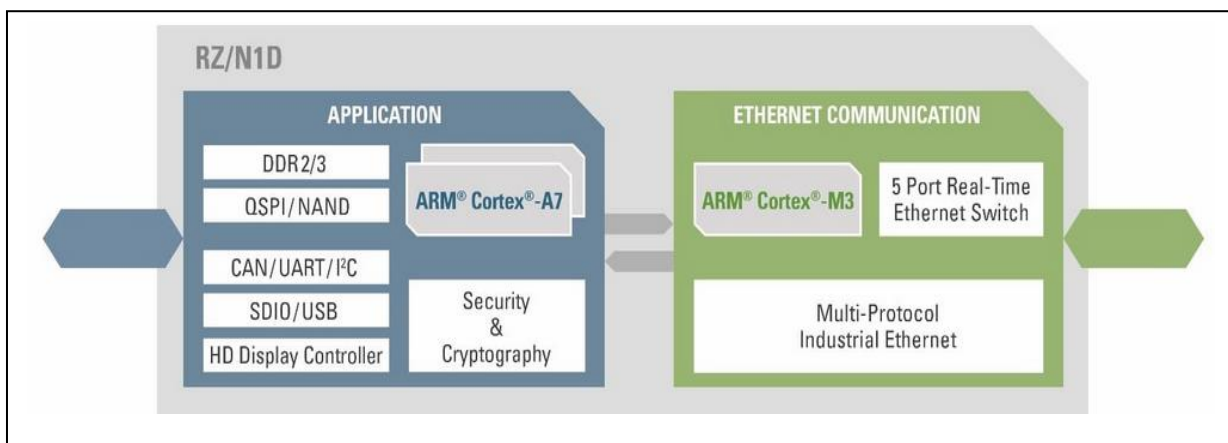 RZ/N1D
APPLICATION
DDR2/3
QSPI/NAND
CAN/UART/I²C
SDIO/USB
HD Display Controller
ARM® Cortex®-A7
Security
&
Cryptography
ETHERNET COMMUNICATION
ARM® Cortex®-M3
5 Port Real-Time
Ethernet Switch
Multi-Protocol
Industrial Ethernet